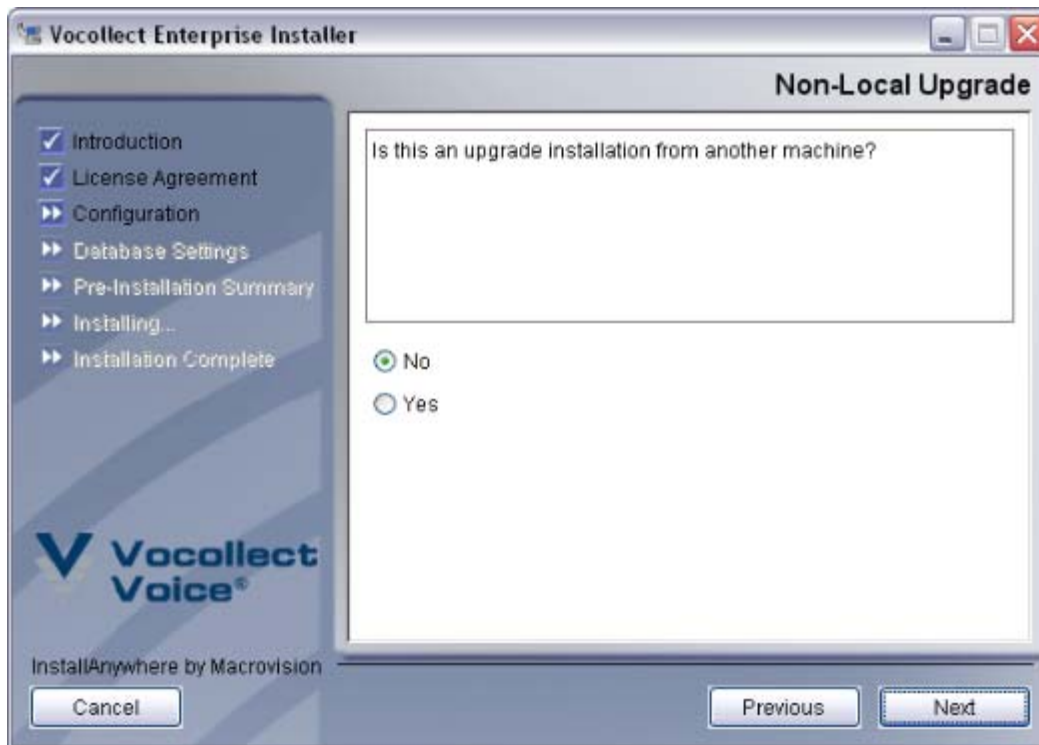 Vocollect Enterprise Installer
Non-Local Upgrade
Introduction
License Agreement
Configuration
Database Settings
Pre-Installation Summary
Installing...
Installation Complete
Is this an upgrade installation from another machine?
No
Yes
Vocollect
Voice®
InstallAnywhere by Macrovision
Cancel
Previous
Next